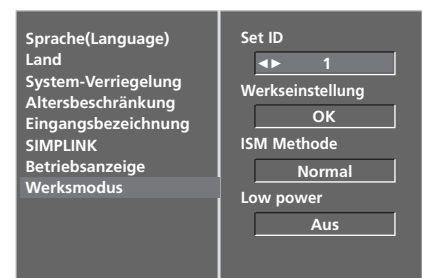 Sprache(Language)
Land
System-Verriegelung
Altersbeschränkung
Eingangsbezeichnung
SIMPLINK
Betriebsanzeige
Werksmodus
Set ID
◄► 1
Werkseinstellung
OK
ISM Methode
Normal
Low power
Aus